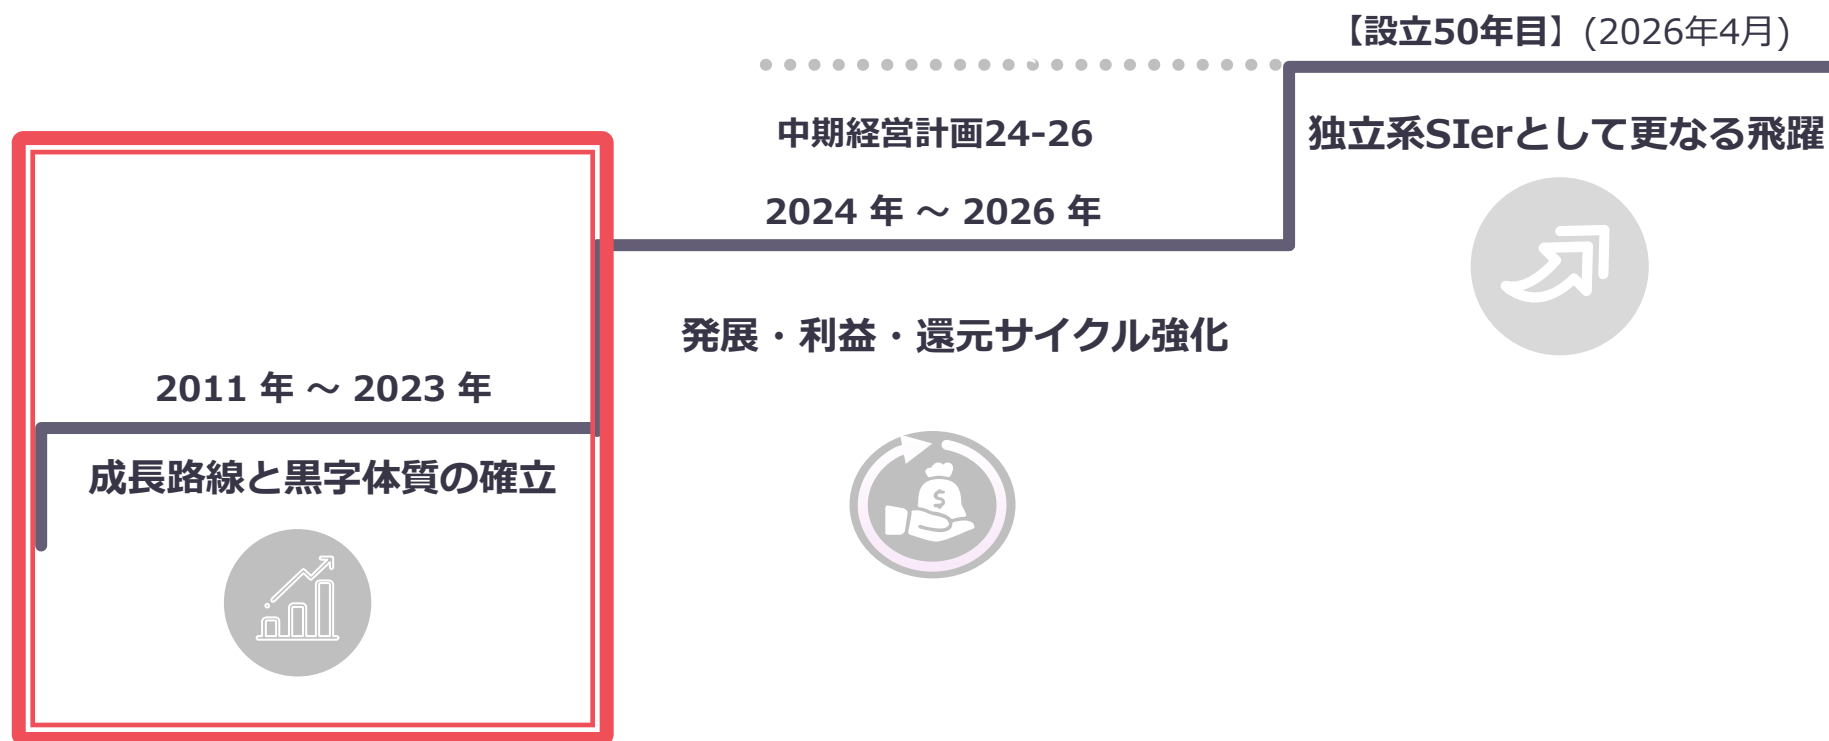 【設立50年目】(2026年4月)
中期経営計画24-26
独立系SIerとして更なる飛躍
2024 年 ～ 2026 年
発展・利益・還元サイクル強化
2011 年 ～ 2023 年
成長路線と黒字体質の確立
$